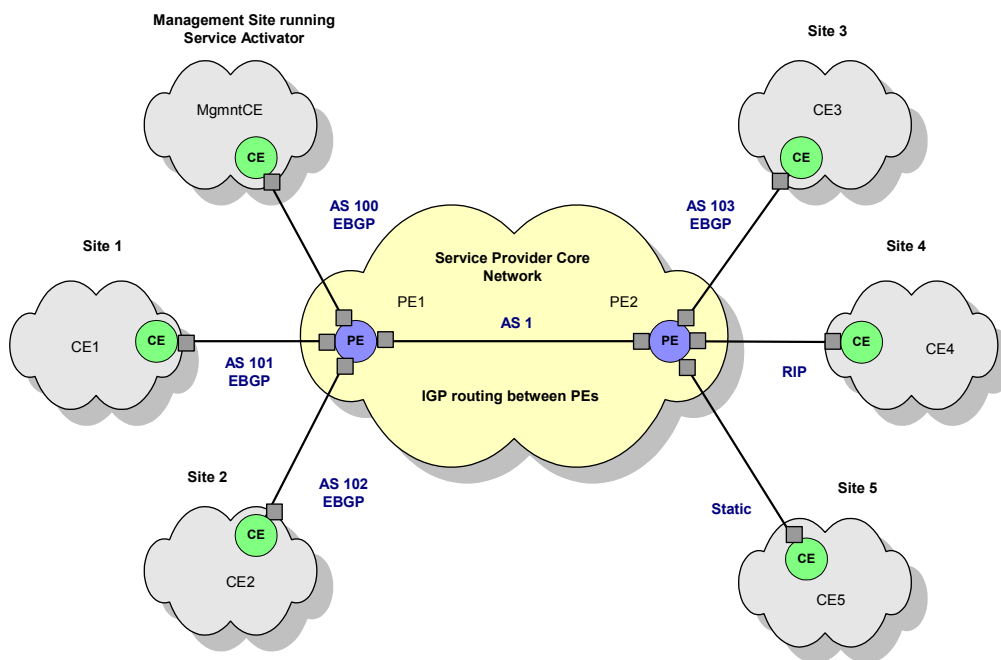 Management Site running
Service Activator
MgmntCE
CE
Site 3
CE3
CE
AS 100
EBGP
AS 103
EBGP
Site 1
CE1
CE
AS 101
EBGP
Service Provider Core
Network
PE1
PE2
PE
AS 1
PE
IGP routing between PEs
Site 4
CE
CE4
RIP
Site 2
AS 102
EBGP
CE
CE2
Static
Site 5
CE
CE5